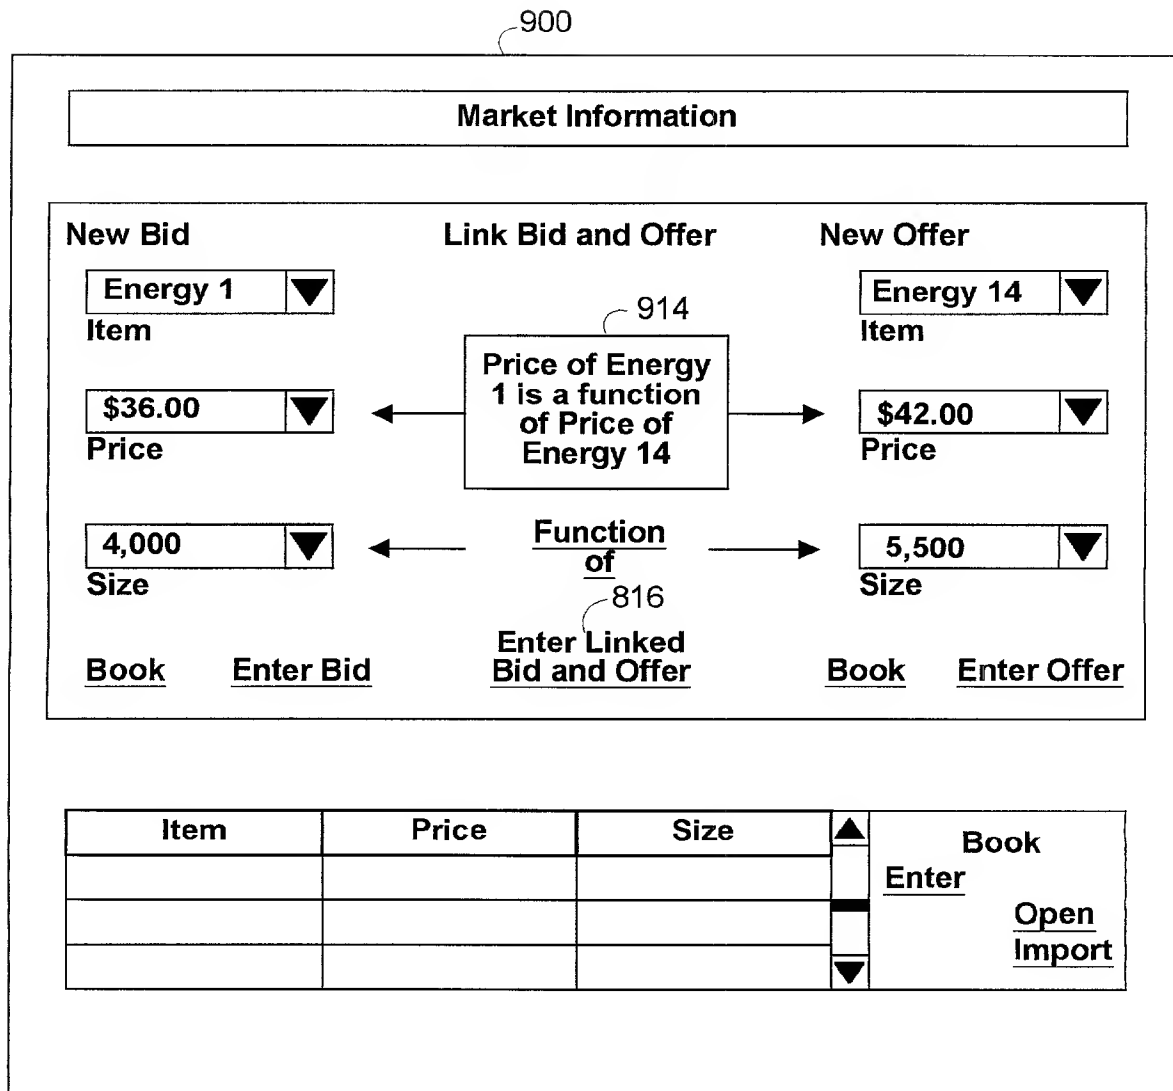 900
Market Information
New Bid
Link Bid and Offer
New Offer
Energy 1
Item
914
Energy 14
Item
Price of Energy
1 is a function
of Price of
Energy 14
$36.00
Price
$42.00
Price
4,000
Size
Function
of
5,500
Size
816
Enter Linked
Bid and Offer
Book
Enter Bid
Book
Enter Offer
Item
Price
Size
Book
Enter
Open
Import